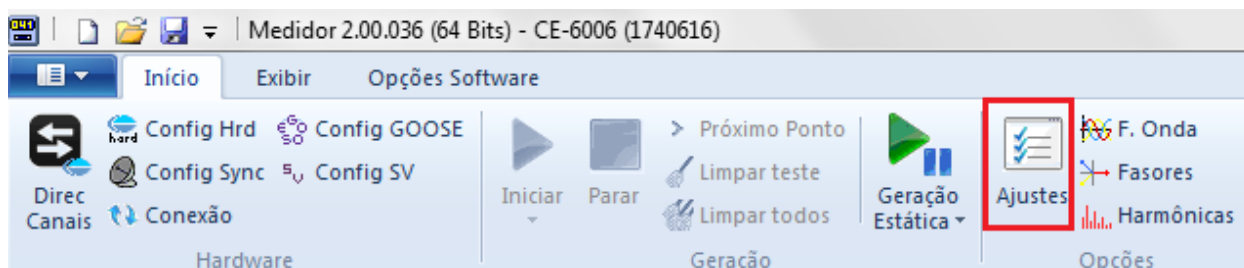 Medidor 2.00.036 (64 Bits) - CE-6006 (1740616)
Início Exibir Opções Software
Direc Canais
Config Hrd Config GOOSE
Config Sync Config SV
Conexão
Hardware
Iniciar Parar
Próximo Ponto
Limpar teste
Limpar todos
Geração Estática
Geração
Ajustes
F. Onda
Fasores
Harmônicas
Opções